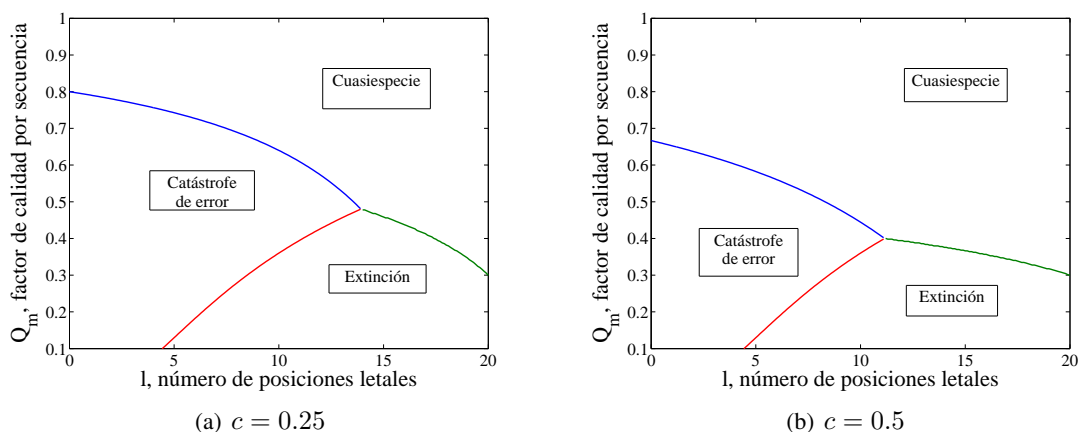 1
0.9
0.8
0.7
0.6
0.5
0.4
0.3
0.2
0.1
Q_m, factor de calidad por secuencia
Cuasiespecie
Catástrofe
de error
Extinción
0
5
10
15
20
l, número de posiciones letales
(a) c = 0.25
1
0.9
0.8
0.7
0.6
0.5
0.4
0.3
0.2
0.1
Q_m, factor de calidad por secuencia
Cuasiespecie
Catástrofe
de error
Extinción
0
5
10
15
20
l, número de posiciones letales
(b) c = 0.5